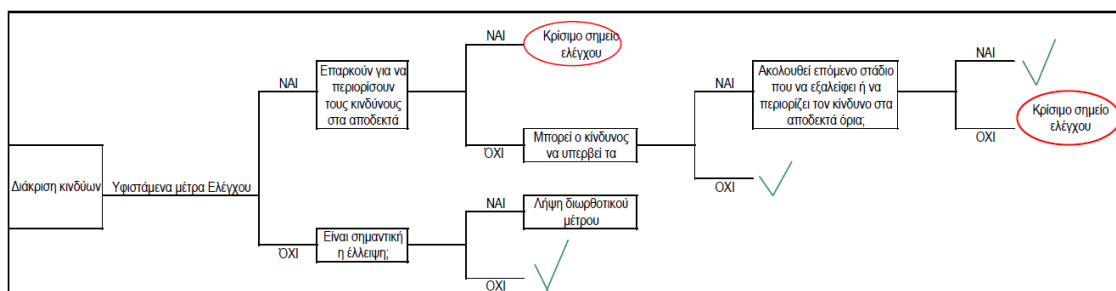 Διάκριση κινδύων
Υφιστάμενα μέτρα Ελέγχου
ΝΑΙ
Επαρκούν για να
περιορίσουν
τους κινδύνους
στα αποδεκτά
ΝΑΙ
Κρίσιμο σημείο
ελέγχου
ΌΧΙ
Μπορεί ο κίνδυνος
να υπερβεί τα
ΝΑΙ
Ακολουθεί επόμενο στάδιο
που να εξαλείφει ή να
περιορίζει τον κίνδυνο στα
αποδεκτά όρια;
ΝΑΙ
ΟΧΙ
Κρίσιμο σημείο
ελέγχου
ΟΧΙ
ΌΧΙ
Είναι σημαντική
η έλλειψη;
ΝΑΙ
Λήψη διωρθοτικού
μέτρου
ΟΧΙ